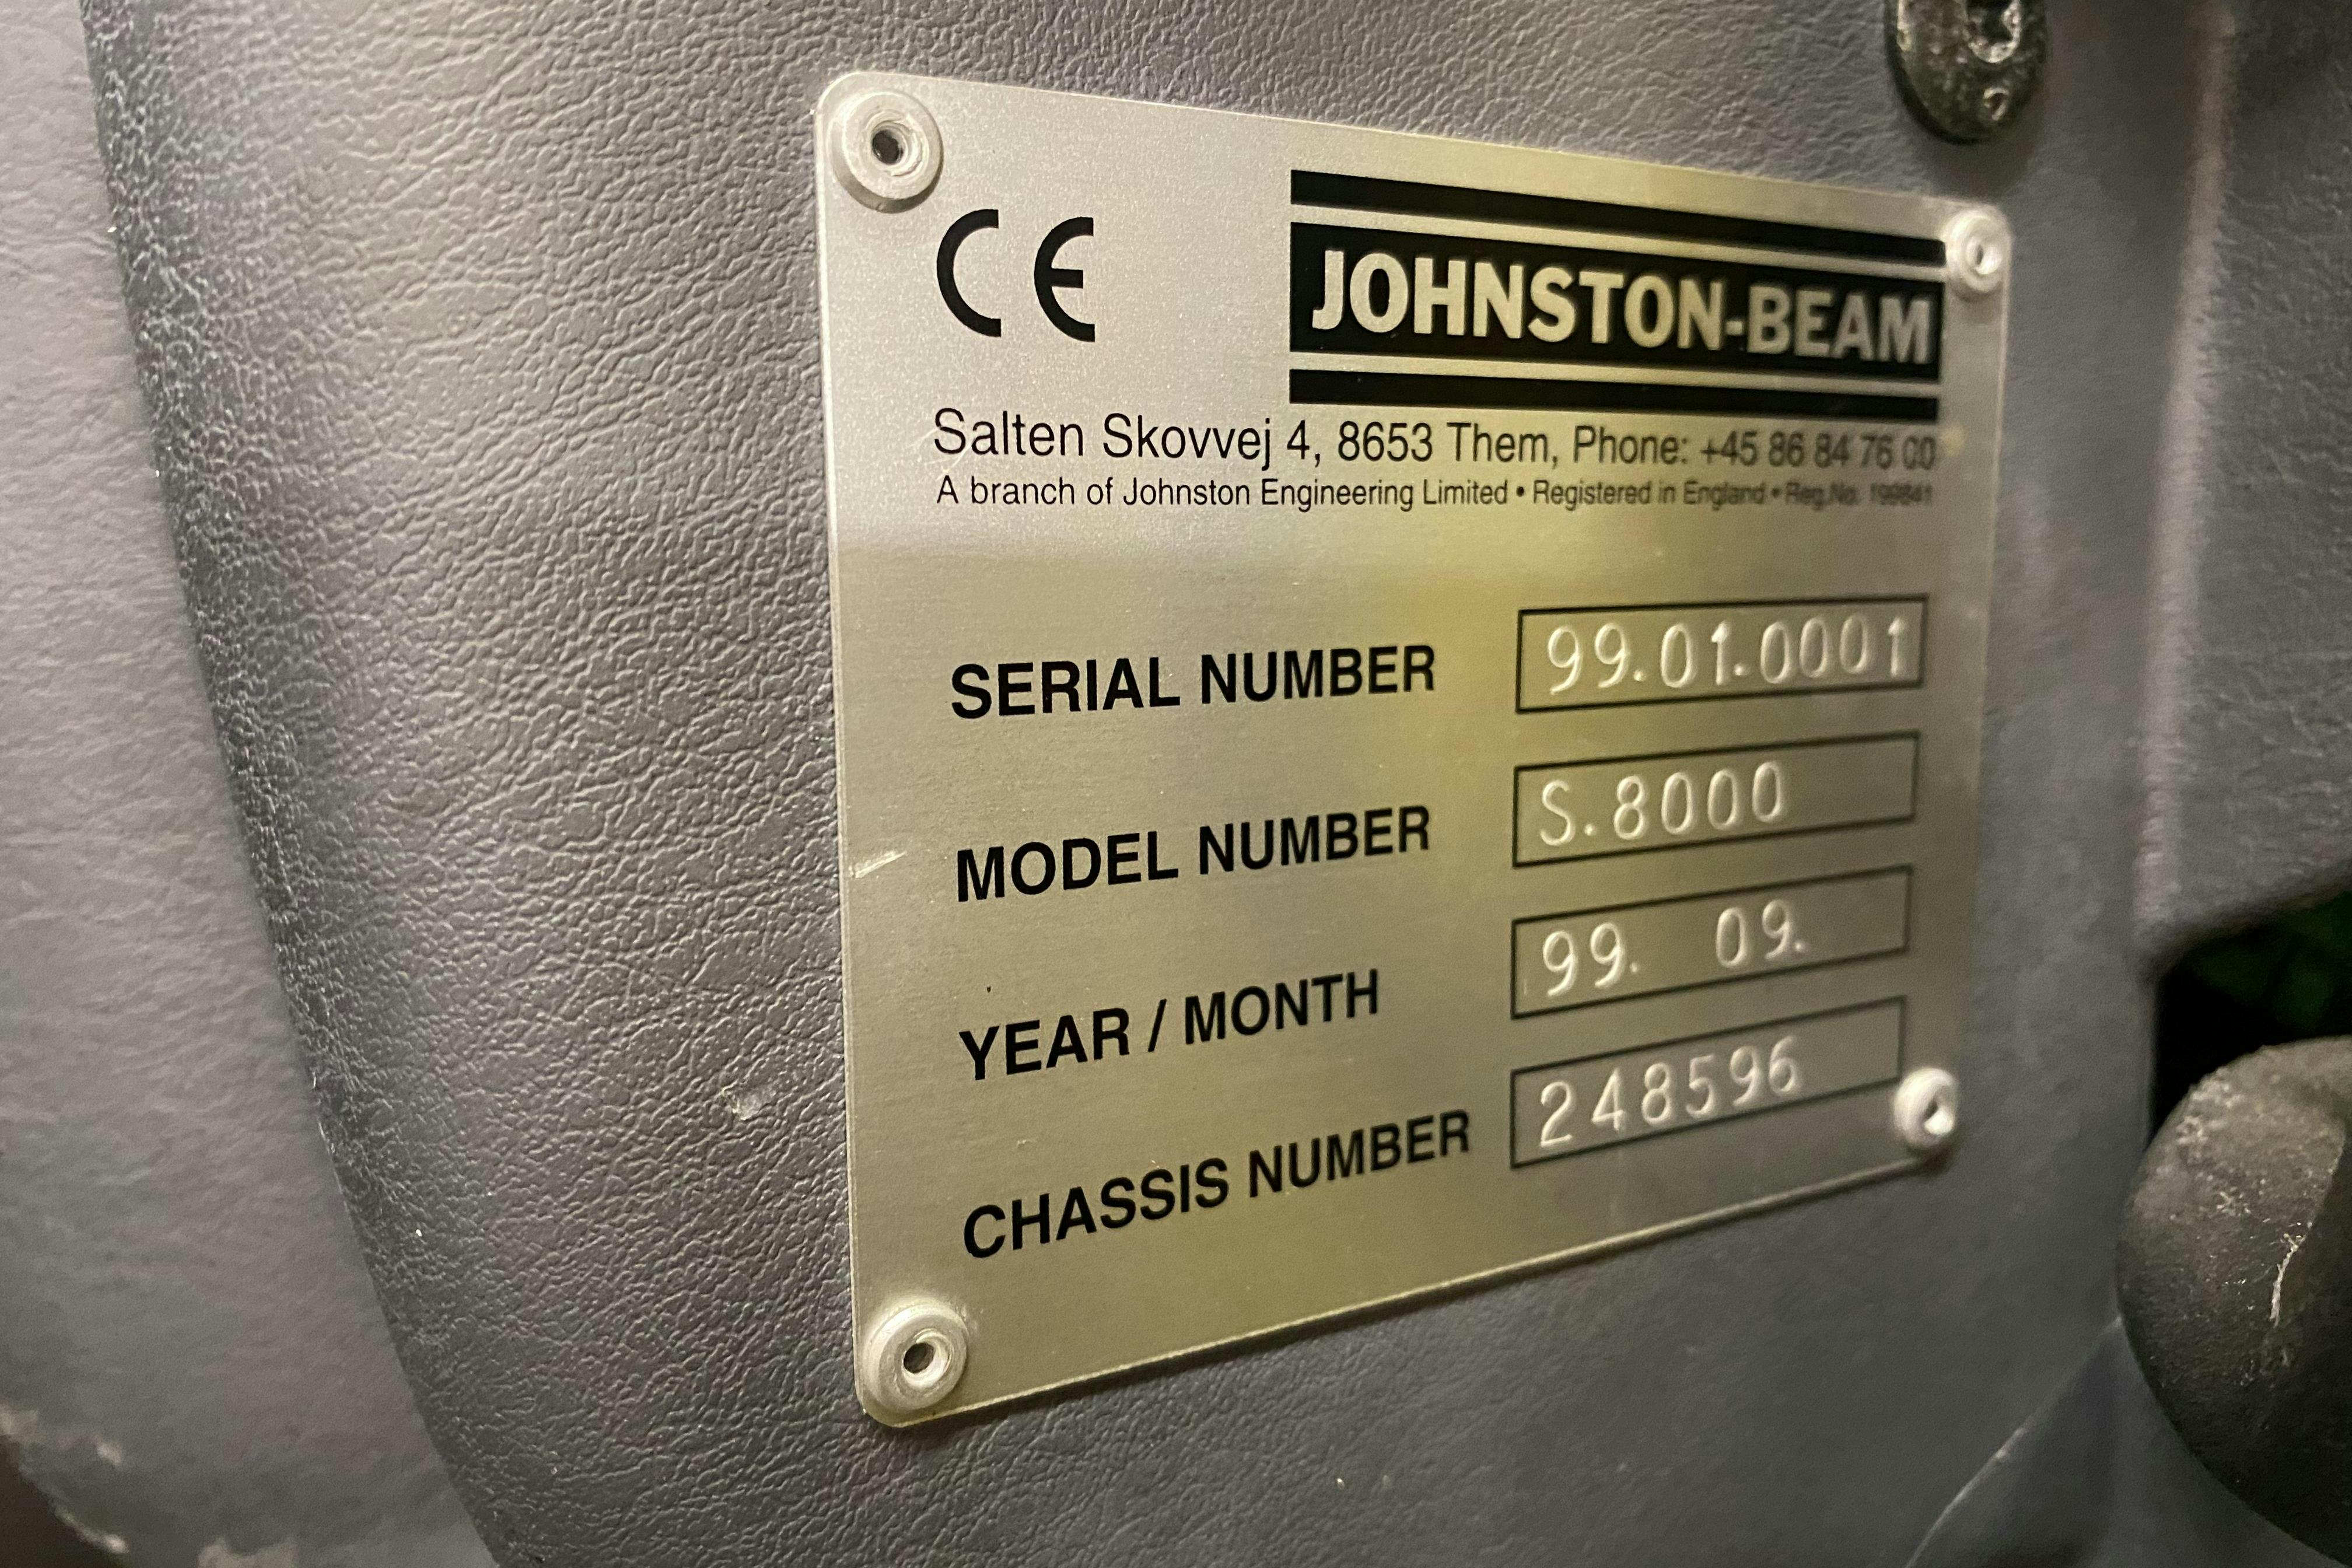 CE
JOHNSTON-BEAM
Salten Skovvej 4, 8653 Them, Phone: +45 86 84 76 00
A branch of Johnston Engineering Limited • Registered in England • Reg.No. 199841
SERIAL NUMBER 99.01.0001
MODEL NUMBER S.8000
YEAR / MONTH 99. 09.
CHASSIS NUMBER 248596